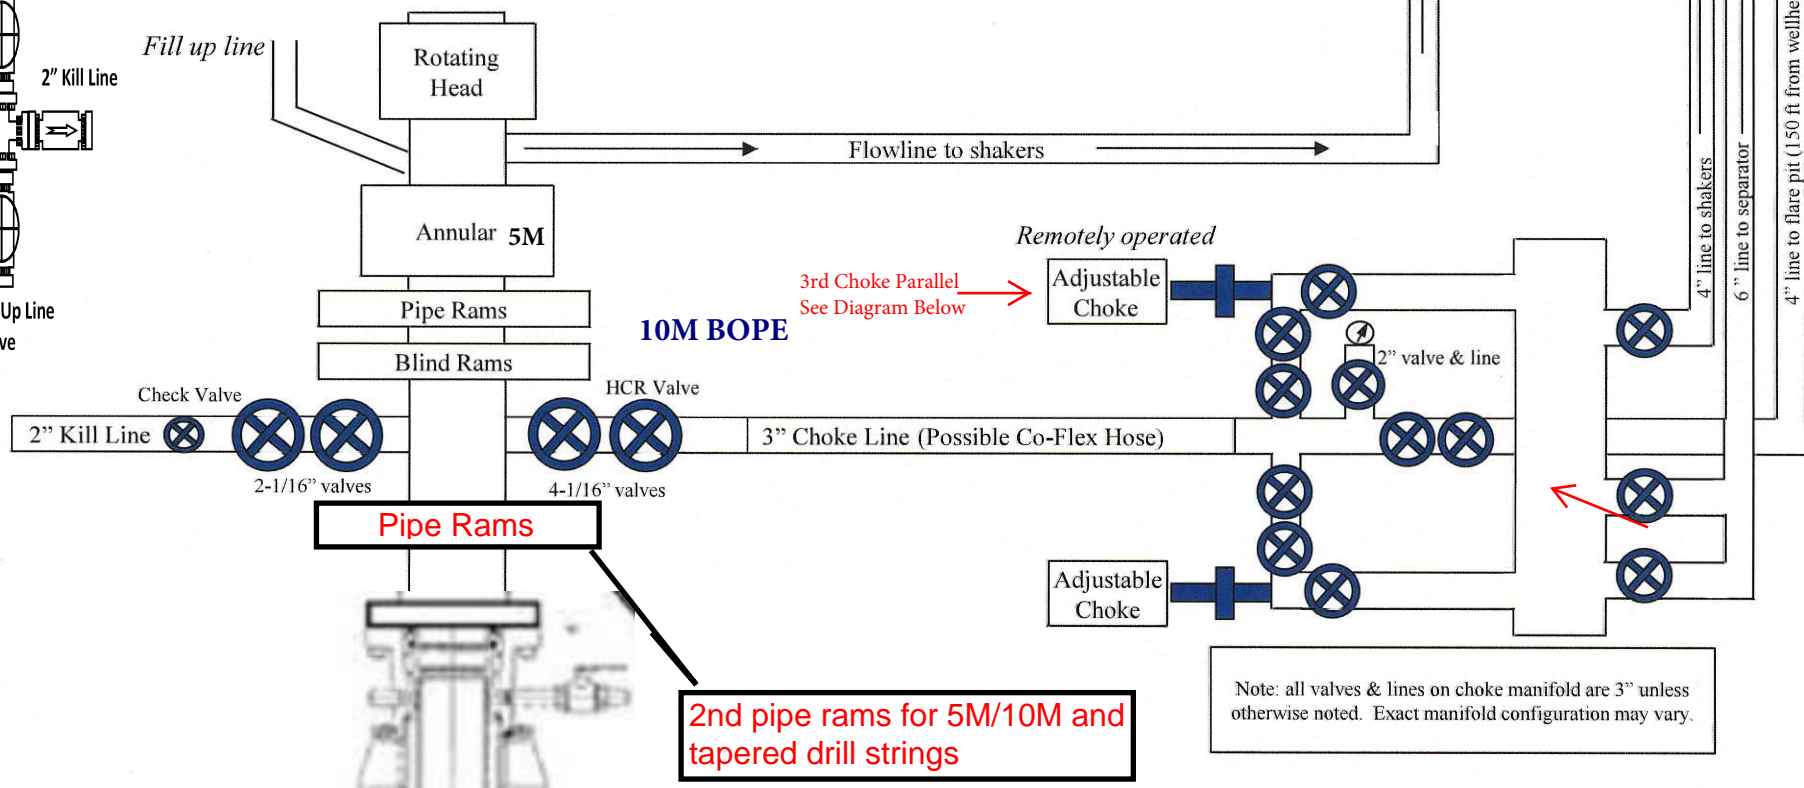 Fill up line
2” Kill Line
Up Line
ve
Rotating
Head
Flowline to shakers
Annular 5M
Pipe Rams
Blind Rams
10M BOPE
3rd Choke Parallel
See Diagram Below
Remotely operated
Adjustable
Choke
2” valve & line
4” line to shakers
6” line to separator
4” line to flare pit (150 ft from wellhe
Check Valve
HCR Valve
2” Kill Line
3” Choke Line (Possible Co-Flex Hose)
2-1/16” valves
4-1/16” valves
Pipe Rams
Adjustable
Choke
2nd pipe rams for 5M/10M and
tapered drill strings
Note: all valves & lines on choke manifold are 3” unless
otherwise noted.  Exact manifold configuration may vary.